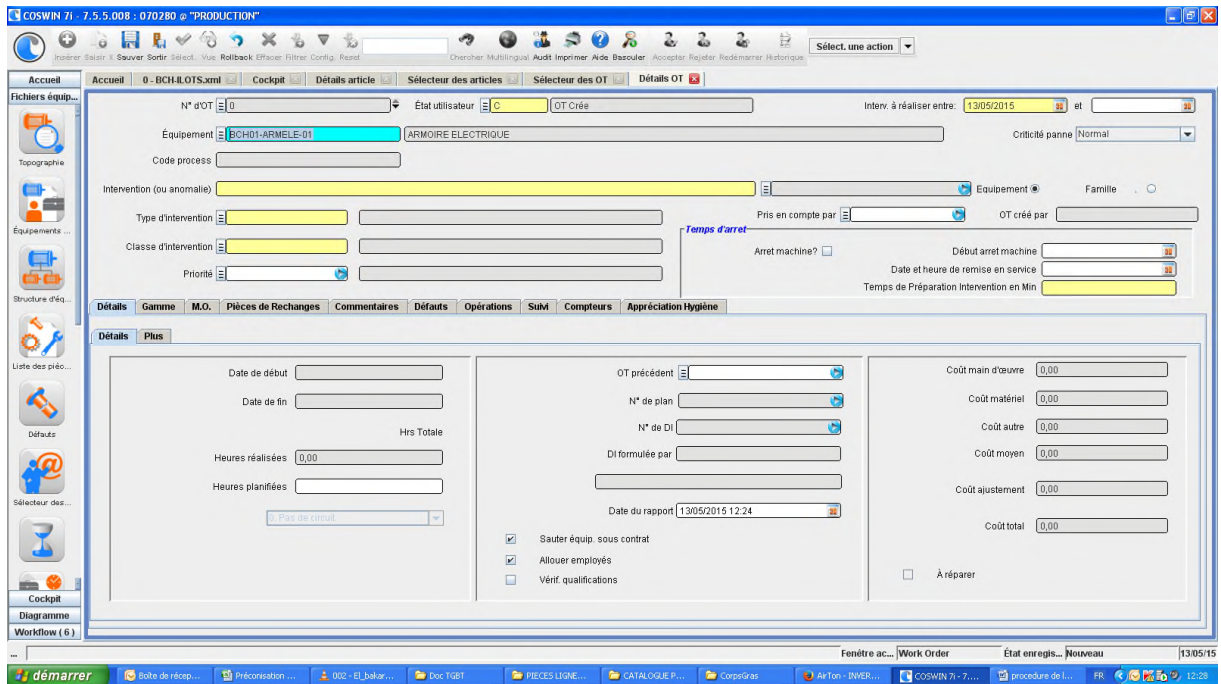 COSWIN 7i - 7.5.5.008 : 070280 @ "PRODUCTION"
Insérer Saisir l Sauver Sortir Sélect. Vue Rollback Effacer Filtrer Config. Reset Chercher Multilingual Audit Imprimer Aide Basculer Accepter Rejeter Redémarrer Historique
Sélect. une action
Accueil
Accueil 0 - BCH-ILOTS.xml Cockpit Détails article Sélecteur des articles Sélecteur des OT Détails OT
Fichiers équip...
Topographie
Équipements ...
Structure d'éq...
Liste des pièc...
Défauts
Sélecteur des...
Cockpit
Diagramme
Workflow ( 6 )
N° d'OT 0 État utilisateur C OT Crée Interv. à réaliser entre: 13/05/2015 et
Équipement BCH01-ARMELE-01 ARMOIRE ELECTRIQUE Criticité panne Normal
Code process
Intervention (ou anomalie) Equipement Famille .
Type d'intervention Pris en compte par OT créé par
Temps d'arret
Classe d'intervention Arret machine? Début arret machine
Date et heure de remise en service
Priorité Temps de Préparation Intervention en Min
Détails Gamme M.O. Pièces de Rechanges Commentaires Défauts Opérations Suivi Compteurs Appréciation Hygiène
Détails Plus
Date de début
Date de fin
Hrs Totale
Heures réalisées 0,00
Heures planifiées
0. Pas de circuit
OT précédent
N° de plan
N° de DI
DI formulée par
Date du rapport 13/05/2015 12:24
Sauter équip. sous contrat
Allouer employés
Vérif. qualifications
Coût main d'œuvre 0,00
Coût matériel 0,00
Coût autre 0,00
Coût moyen 0,00
Coût ajustement 0,00
Coût total 0,00
À réparer
... Fenêtre ac... Work Order État enregis... Nouveau 13/05/15
démarrer Boîte de récep... Préconisation ... 002 - El_bakar... Doc TGBT PIECES LIGNE... CATALOGUE P... CorpsGras AirTon - INVER... COSWIN 7i - 7.... procedure de l... FR 12:28